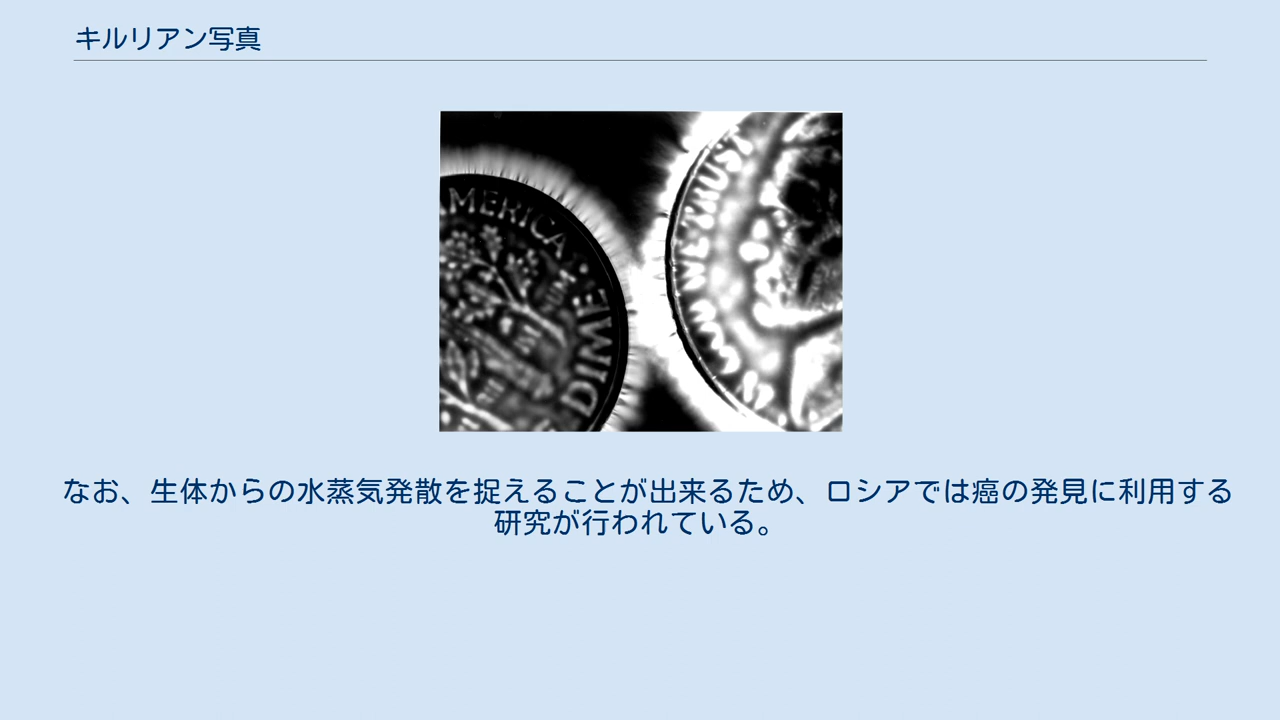 キルリアン写真
AMERICA
DIME
WE TRUST
なお、生体からの水蒸気発散を捉えることが出来るため、ロシアでは癌の発見に利用する
研究が行われている。